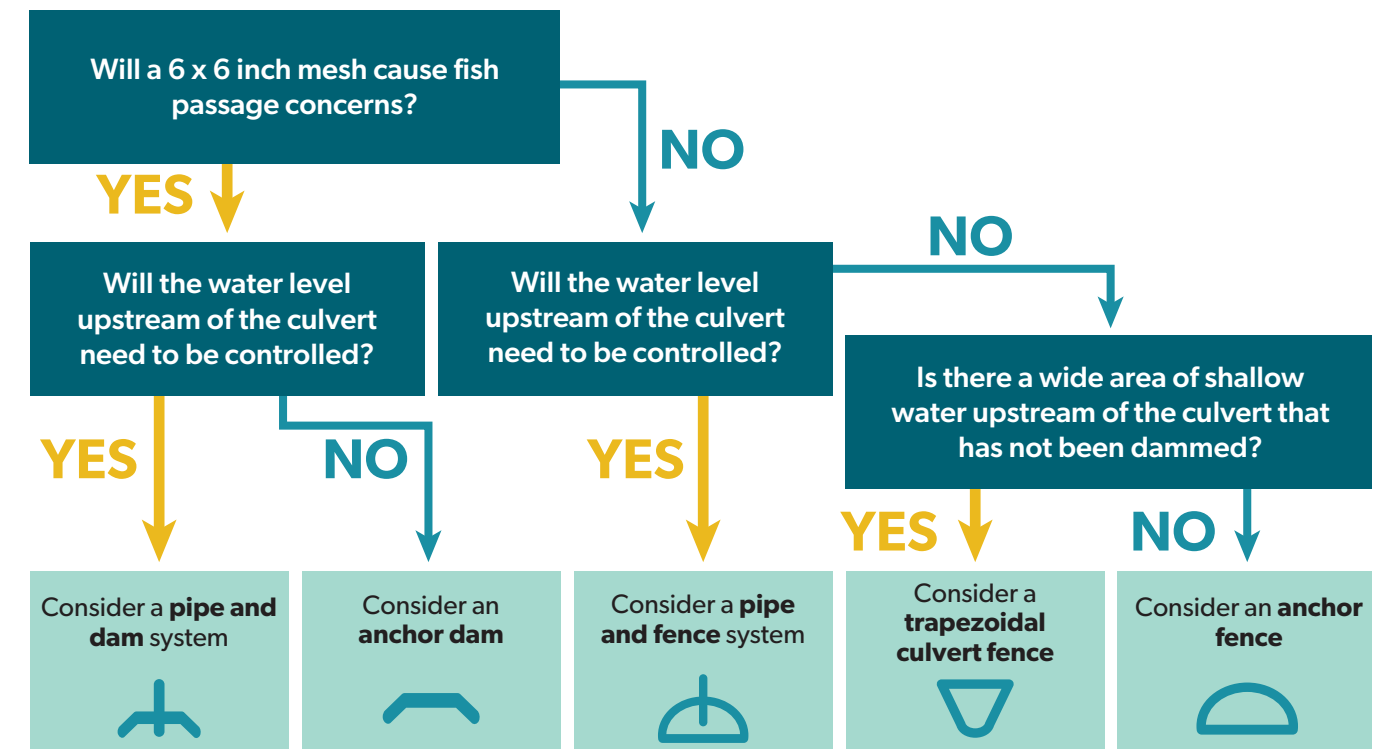 Will a 6 x 6 inch mesh cause fish
passage concerns?
NO
YES
NO
Will the water level
upstream of the culvert
need to be controlled?
Will the water level
upstream of the culvert
need to be controlled?
Is there a wide area of shallow
water upstream of the culvert that
has not been dammed?
YES
NO
YES
YES
NO
Consider a pipe and
dam system
Consider an
anchor dam
Consider a pipe
and fence system
Consider a
trapezoidal
culvert fence
Consider an anchor
fence